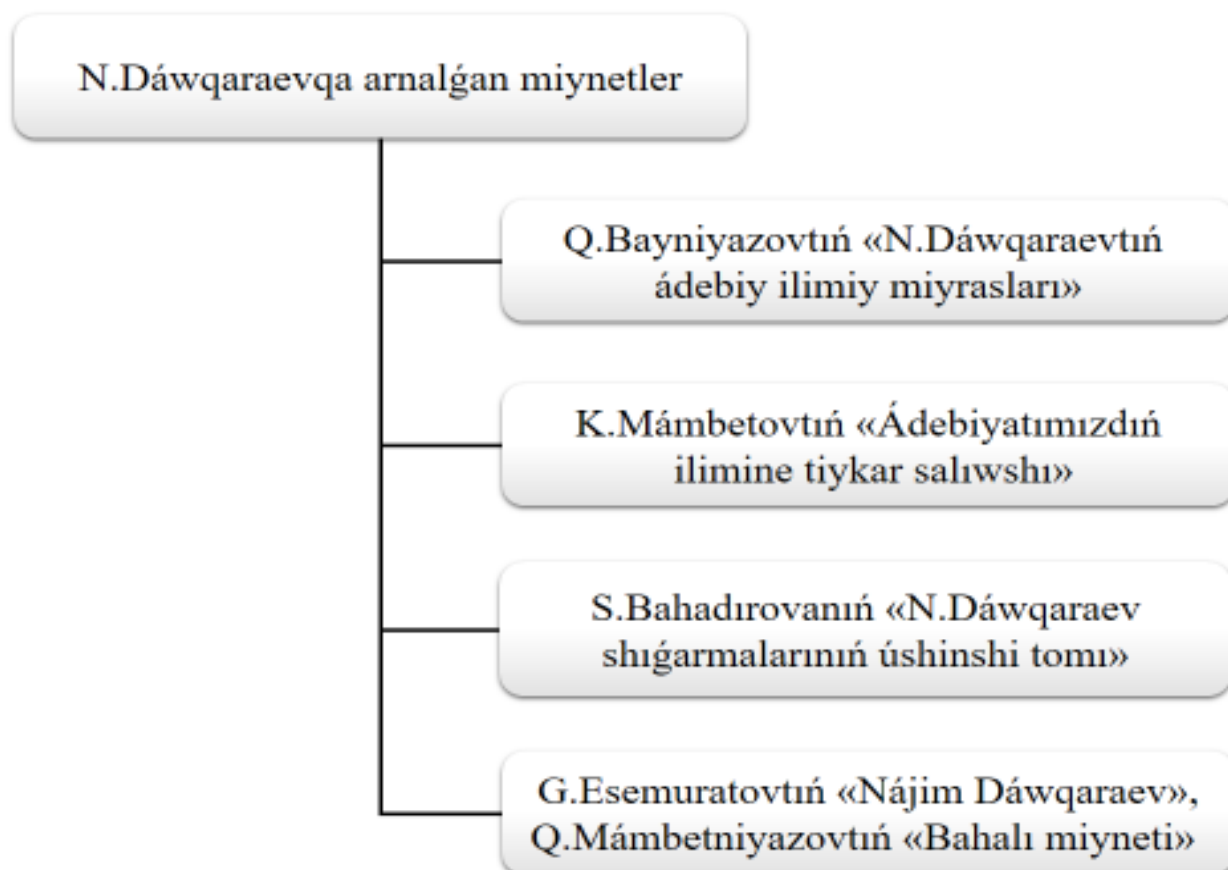 N.Dáwqaraevqa arnalǵan miynetler
Q.Bayniyazovtıń «N.Dáwqaraevtıń
ádebiy ilimiy miyrasları»
K.Mámbetovtıń «Ádebiyatımızdıń
ilimine tiykar salıwshı»
S.Bahadırovanıń «N.Dáwqaraev
shıǵarmalarınıń úshinshi tomı»
G.Esemuratovtıń «Nájim Dáwqaraev»,
Q.Mámbetniyazovtıń «Bahalı miyneti»